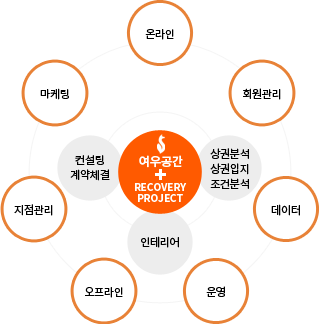 온라인
마케팅
회원관리
컨설팅
계약체결
여우공간
+
RECOVERY
PROJECT
상권분석
상권입지
조건분석
지점관리
데이터
인테리어
오프라인
운영